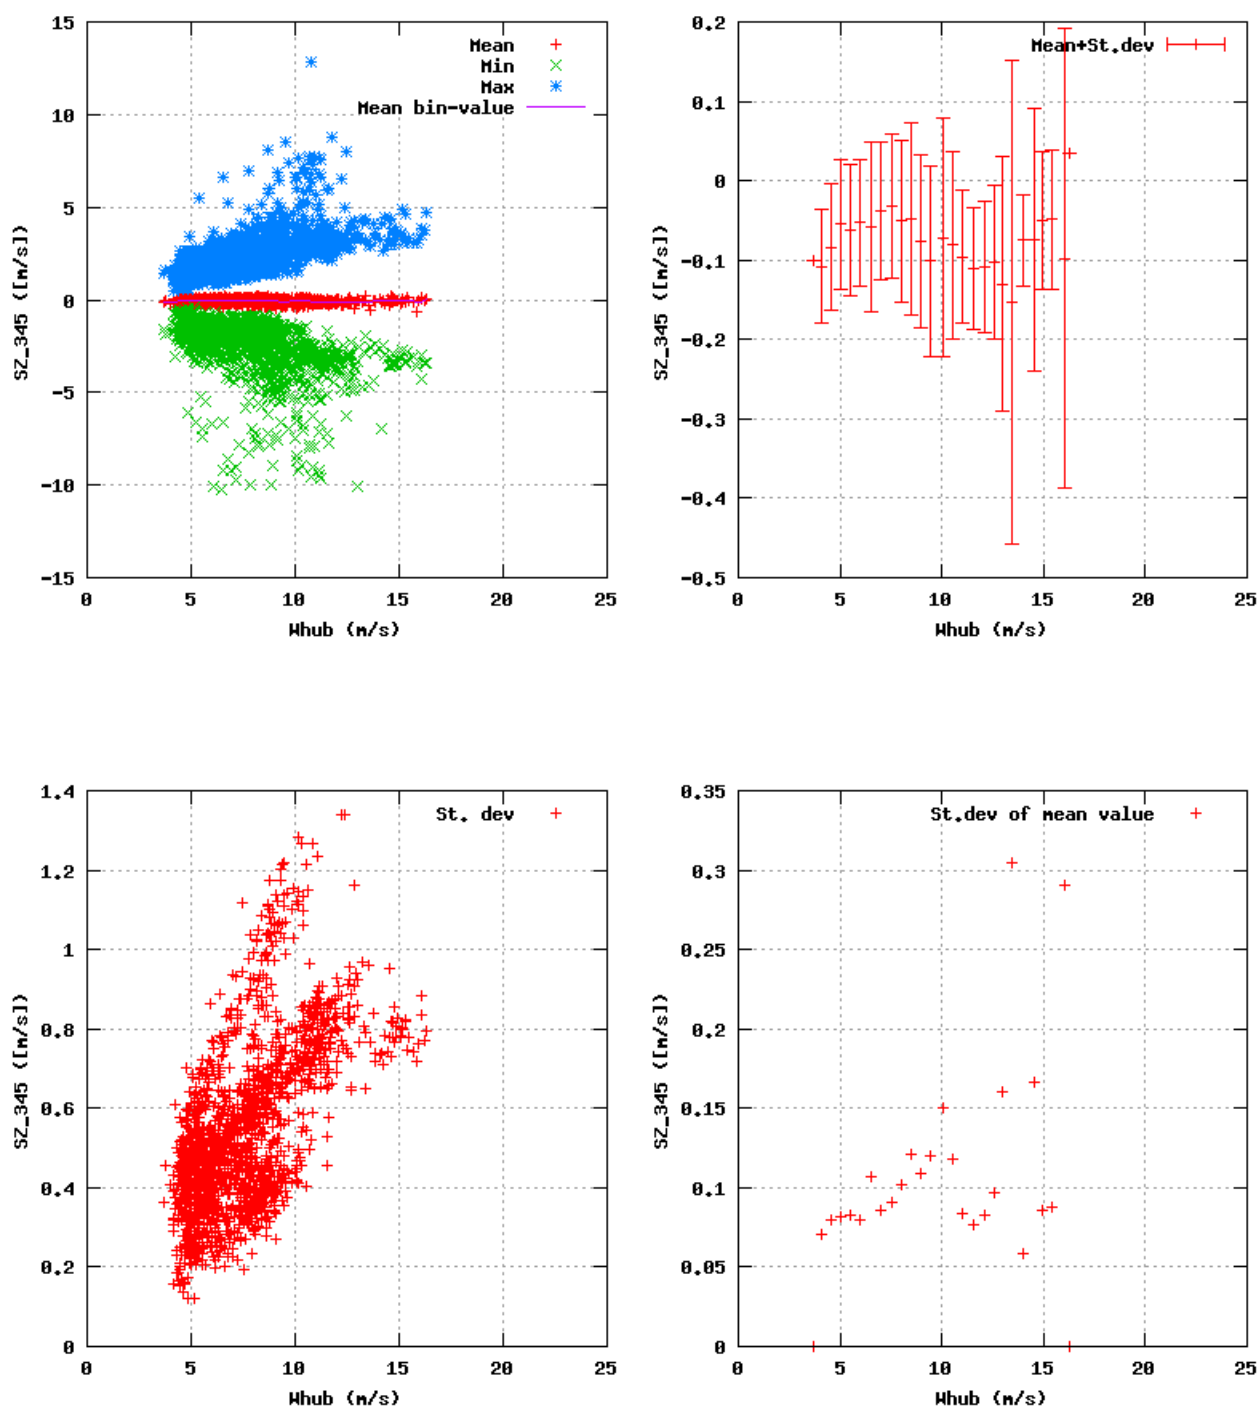 15
10
5
0
-5
-10
-15
SZ_345 ([m/s])
Mean
Min
Max
Mean bin-value
0 5 10 15 20 25
Whub (m/s)
0.2
0.1
0
-0.1
-0.2
-0.3
-0.4
-0.5
SZ_345 ([m/s])
Mean+St.dev
0 5 10 15 20 25
Whub (m/s)
1.4
1.2
1
0.8
0.6
0.4
0.2
0
SZ_345 ([m/s])
St. dev
0 5 10 15 20 25
Whub (m/s)
0.35
0.3
0.25
0.2
0.15
0.1
0.05
0
SZ_345 ([m/s])
St.dev of mean value
0 5 10 15 20 25
Whub (m/s)